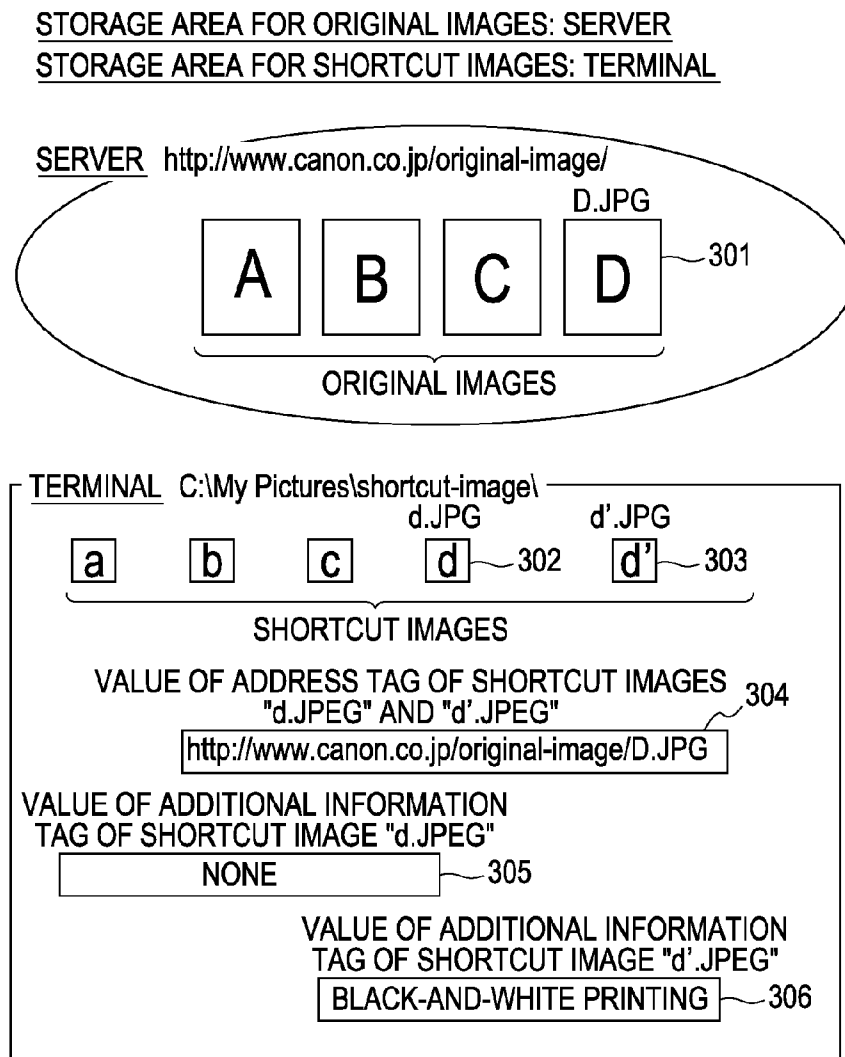 STORAGE AREA FOR ORIGINAL IMAGES: SERVER
STORAGE AREA FOR SHORTCUT IMAGES: TERMINAL
SERVER http://www.canon.co.jp/original-image/
D.JPG
A B C D 301
ORIGINAL IMAGES
TERMINAL C:\My Pictures\shortcut-image\
d.JPG d'.JPG
a b c d 302 d' 303
SHORTCUT IMAGES
VALUE OF ADDRESS TAG OF SHORTCUT IMAGES
"d.JPEG" AND "d'.JPEG" 304
http://www.canon.co.jp/original-image/D.JPG
VALUE OF ADDITIONAL INFORMATION
TAG OF SHORTCUT IMAGE "d.JPEG"
NONE 305
VALUE OF ADDITIONAL INFORMATION
TAG OF SHORTCUT IMAGE "d'.JPEG"
BLACK-AND-WHITE PRINTING 306